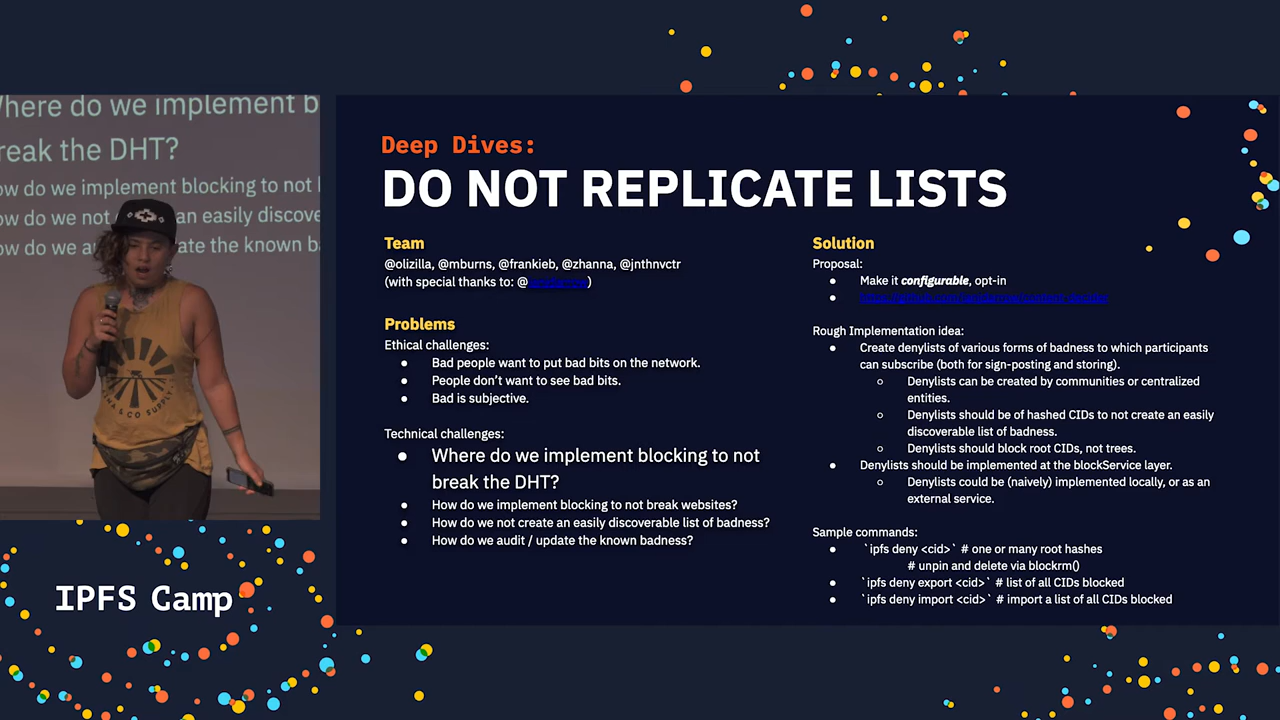 Where do we implement b
reak the DHT?
ow do we implement blocking to not
ow do we not an easily discove
ow do we a ate the known ba
& CO SUPPLY
IPFS Camp
Deep Dives:
DO NOT REPLICATE LISTS
Team
@olizilla, @mburns, @frankieb, @zhanna, @jnthnvctr
(with special thanks to: @ )
Problems
Ethical challenges:
● Bad people want to put bad bits on the network.
● People don’t want to see bad bits.
● Bad is subjective.
Technical challenges:
● Where do we implement blocking to not
break the DHT?
● How do we implement blocking to not break websites?
● How do we not create an easily discoverable list of badness?
● How do we audit / update the known badness?
Solution
Proposal:
● Make it configurable, opt-in
●
Rough Implementation idea:
● Create denylists of various forms of badness to which participants
can subscribe (both for sign-posting and storing).
○ Denylists can be created by communities or centralized
entities.
○ Denylists should be of hashed CIDs to not create an easily
discoverable list of badness.
○ Denylists should block root CIDs, not trees.
● Denylists should be implemented at the blockService layer.
○ Denylists could be (naively) implemented locally, or as an
external service.
Sample commands:
● `ipfs deny <cid>` # one or many root hashes
# unpin and delete via blockrm()
● `ipfs deny export <cid>` # list of all CIDs blocked
● `ipfs deny import <cid>` # import a list of all CIDs blocked